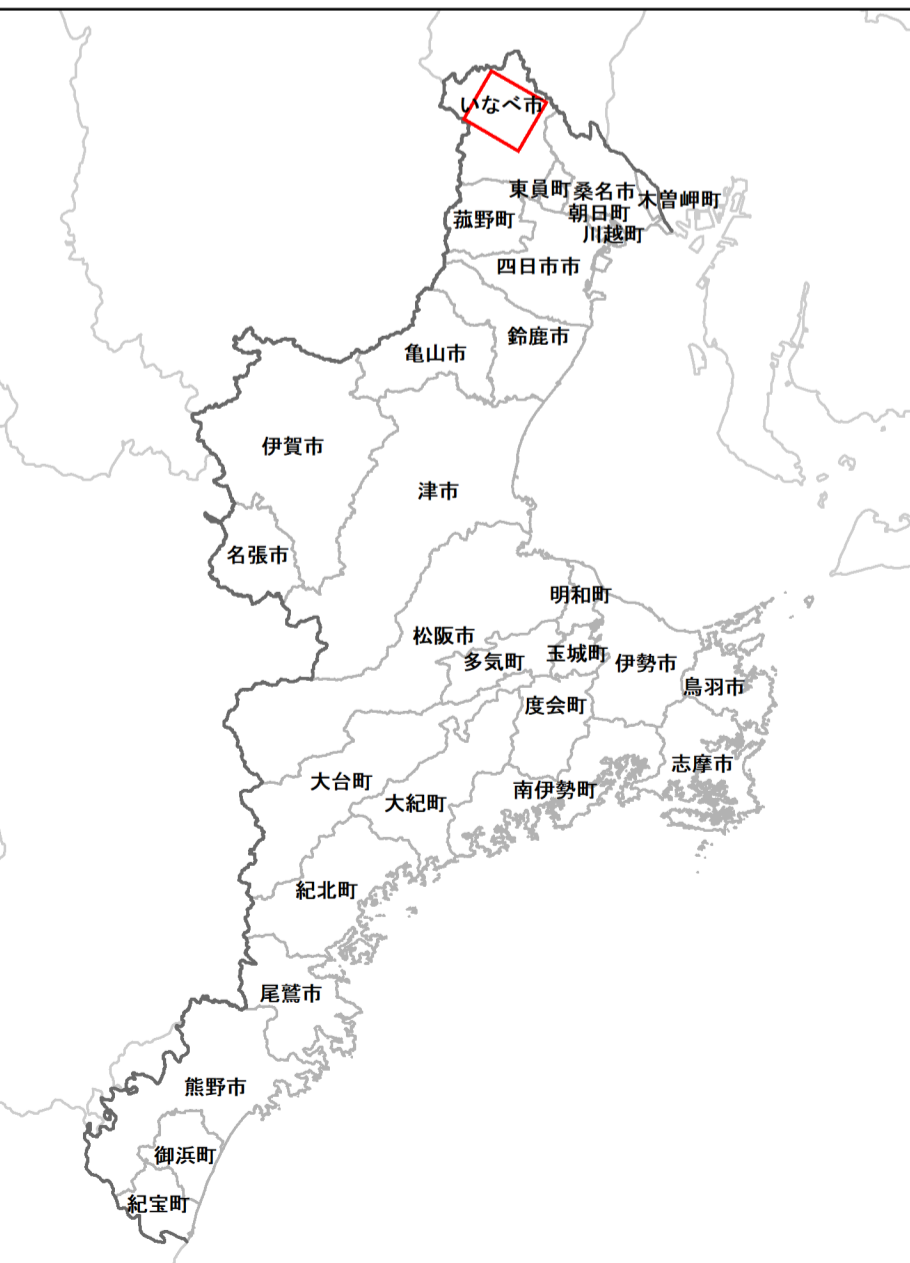 いなべ市
東員町
桑名市
木曽岬町
朝日町
菰野町
川越町
四日市市
鈴鹿市
亀山市
伊賀市
津市
名張市
明和町
松阪市
玉城町
多気町
伊勢市
鳥羽市
度会町
志摩市
大台町
南伊勢町
大紀町
紀北町
尾鷲市
熊野市
御浜町
紀宝町